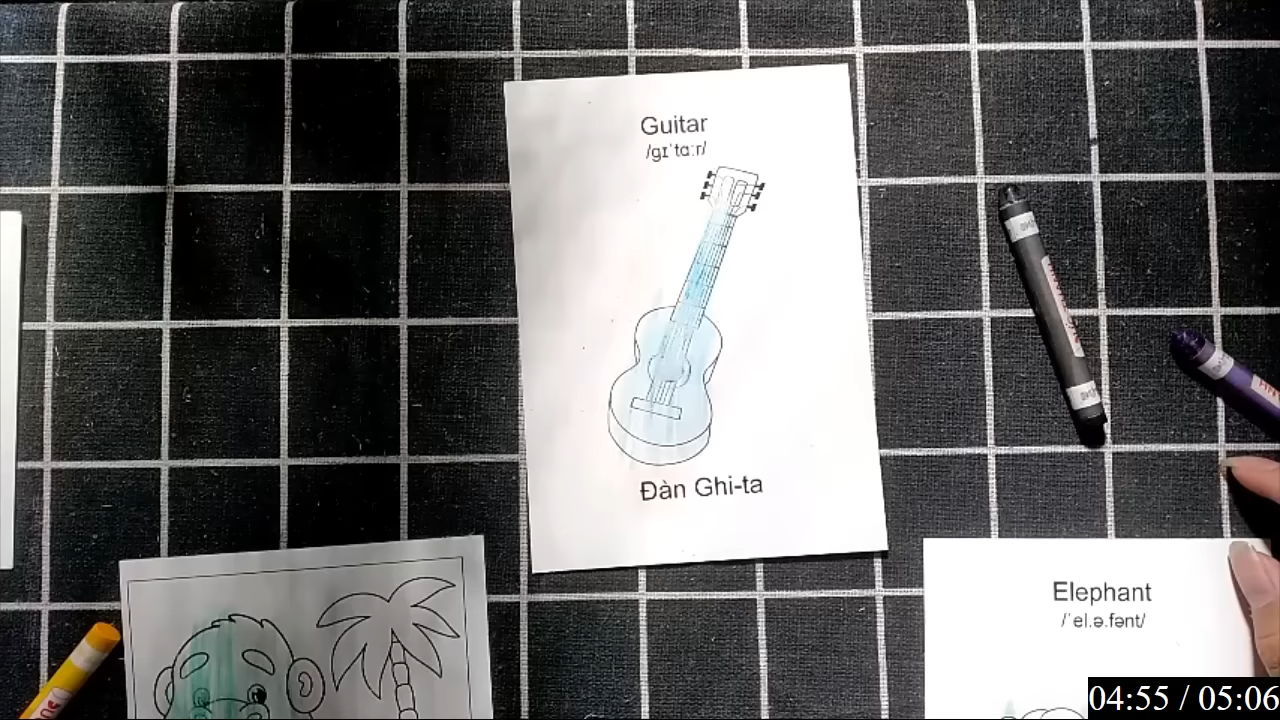 Guitar
/ɡɪˈtɑːr/
Đàn Ghi-ta
Elephant
/ˈel.ə.fənt/
04:55 / 05:06